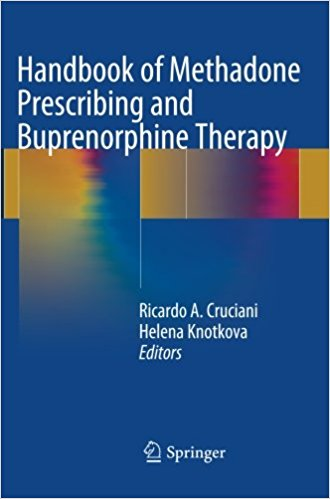 Handbook of Methadone
Prescribing and
Buprenorphine Therapy
Ricardo A. Cruciani
Helena Knotkova
Editors
Springer